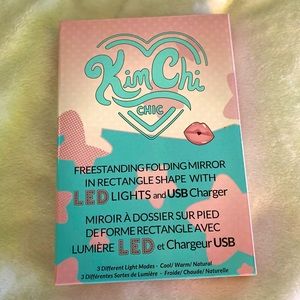 KimChi
CHIC
FREESTANDING FOLDING MIRROR
IN RECTANGLE SHAPE WITH
LED LIGHTS and USB Charger
MIROIR À DOSSIER SUR PIED
DE FORME RECTANGLE AVEC
LUMIÈRE LED et Chargeur USB
3 Different Light Modes - Cool/ Warm/ Natural
3 Différentes Sortes de Lumière - Froide/ Chaude/ Naturelle